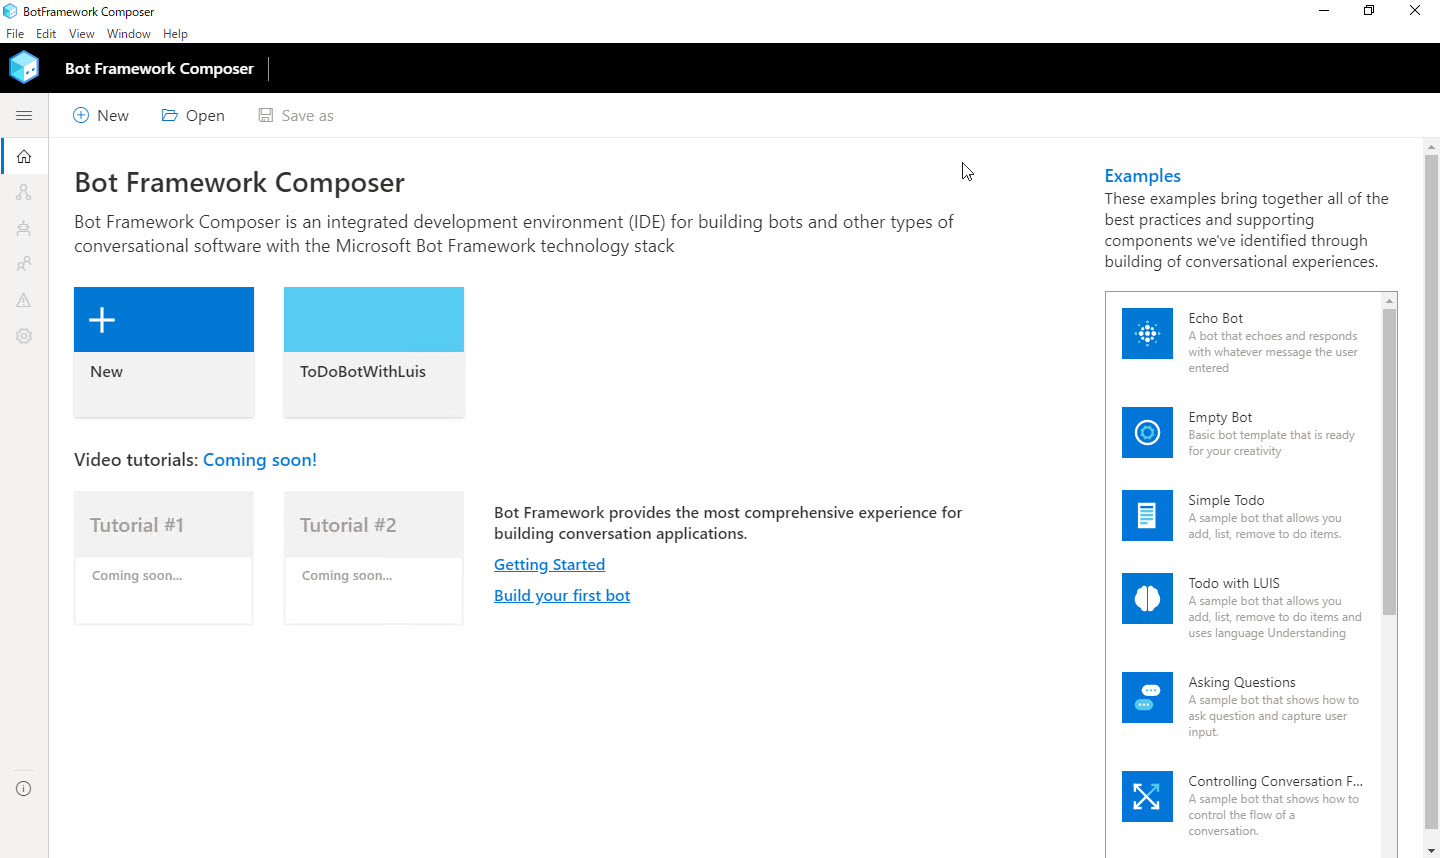 BotFramework Composer
File Edit View Window Help
Bot Framework Composer
New Open Save as
Bot Framework Composer
Bot Framework Composer is an integrated development environment (IDE) for building bots and other types of
conversational software with the Microsoft Bot Framework technology stack
New
ToDoBotWithLuis
Video tutorials: Coming soon!
Tutorial #1
Coming soon...
Tutorial #2
Coming soon...
Bot Framework provides the most comprehensive experience for
building conversation applications.
Getting Started
Build your first bot
Examples
These examples bring together all of the
best practices and supporting
components we've identified through
building of conversational experiences.
Echo Bot
A bot that echoes and responds
with whatever message the user
entered
Empty Bot
Basic bot template that is ready
for your creativity
Simple Todo
A sample bot that allows you
add, list, remove to do items.
Todo with LUIS
A sample bot that allows you
add, list, remove to do items and
uses language Understanding
Asking Questions
A sample bot that shows how to
ask question and capture user
input.
Controlling Conversation F...
A sample bot that shows how to
control the flow of a
conversation.